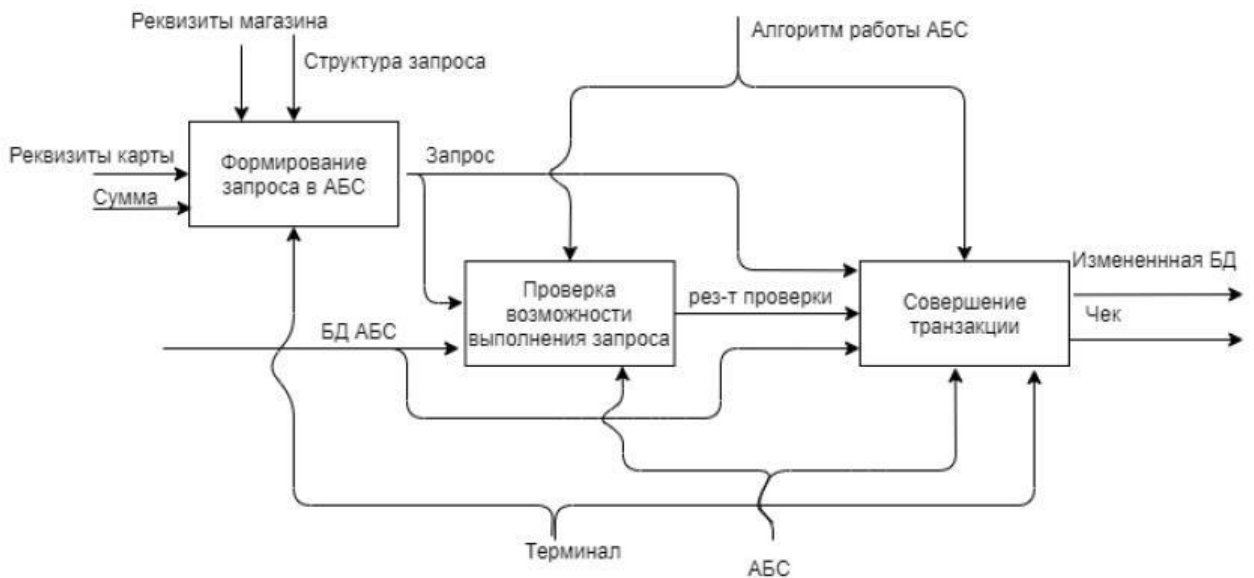 Реквизиты магазина
Структура запроса
Алгоритм работы АБС
Реквизиты карты
Сумма
Формирование
запроса в АБС
Запрос
БД АБС
Проверка
возможности
выполнения запроса
рез-т проверки
Совершение
транзакции
Измененнная БД
Чек
Терминал
АБС